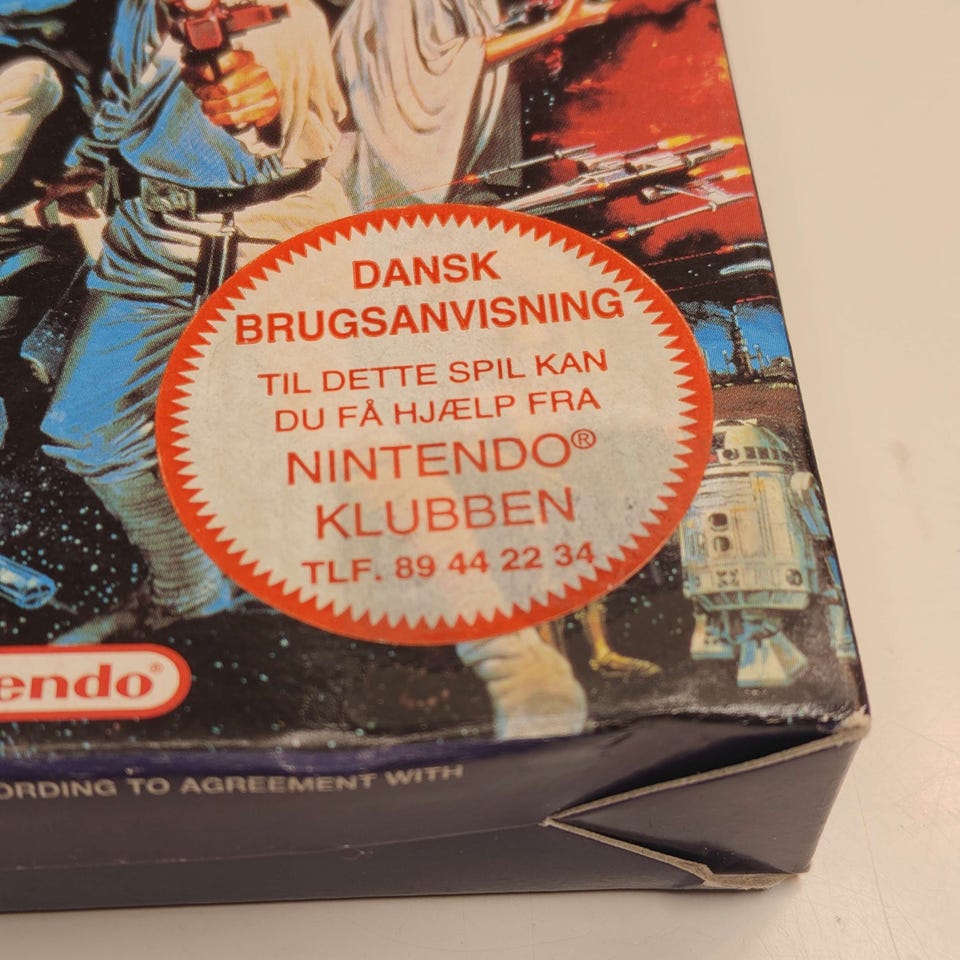 DANSK
BRUGSANVISNING
TIL DETTE SPIL KAN
DU FÅ HJÆLP FRA
NINTENDO®
KLUBBEN
TLF. 89 44 22 34
endo®
ORDING TO AGREEMENT WITH